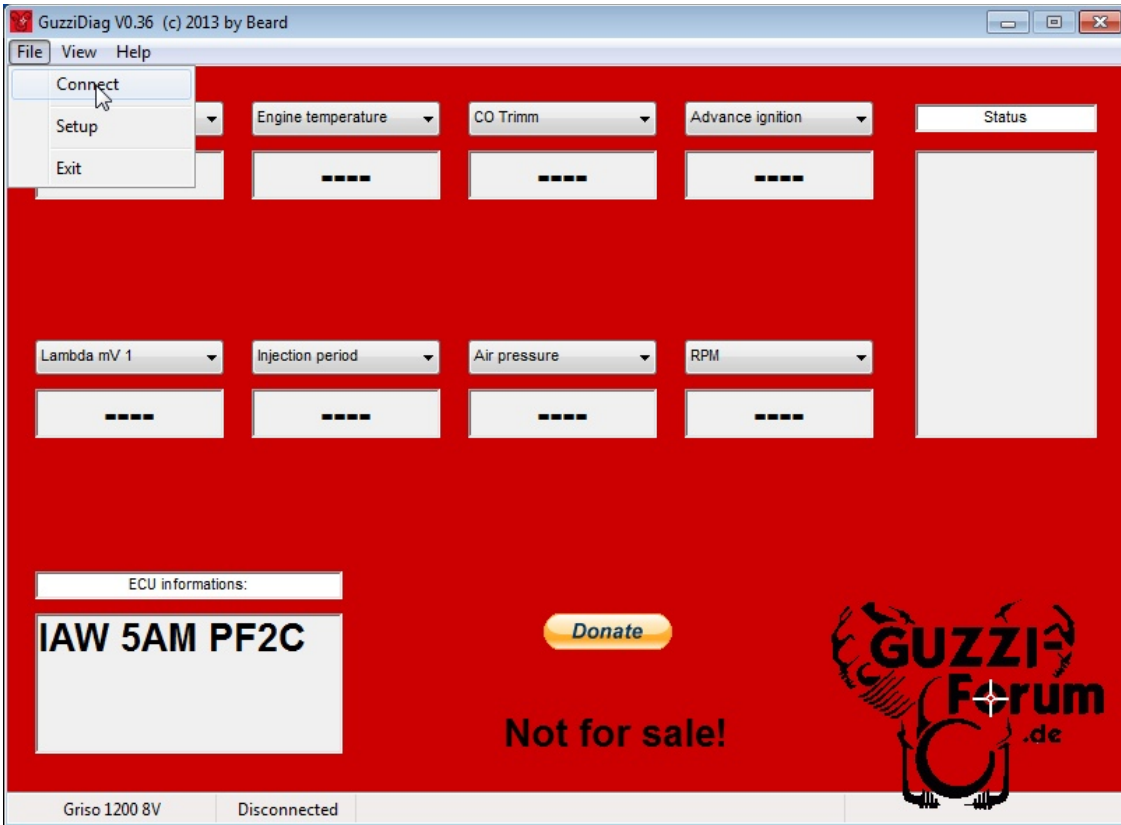 GuzziDiag V0.36 (c) 2013 by Beard
File View Help
Connect
Setup
Exit
Engine temperature
CO Trimm
Advance ignition
Status
----
----
----
Lambda mV 1
Injection period
Air pressure
RPM
----
----
----
----
ECU informations:
IAW 5AM PF2C
Donate
Not for sale!
GUZZI-
Forum
.de
Griso 1200 8V
Disconnected